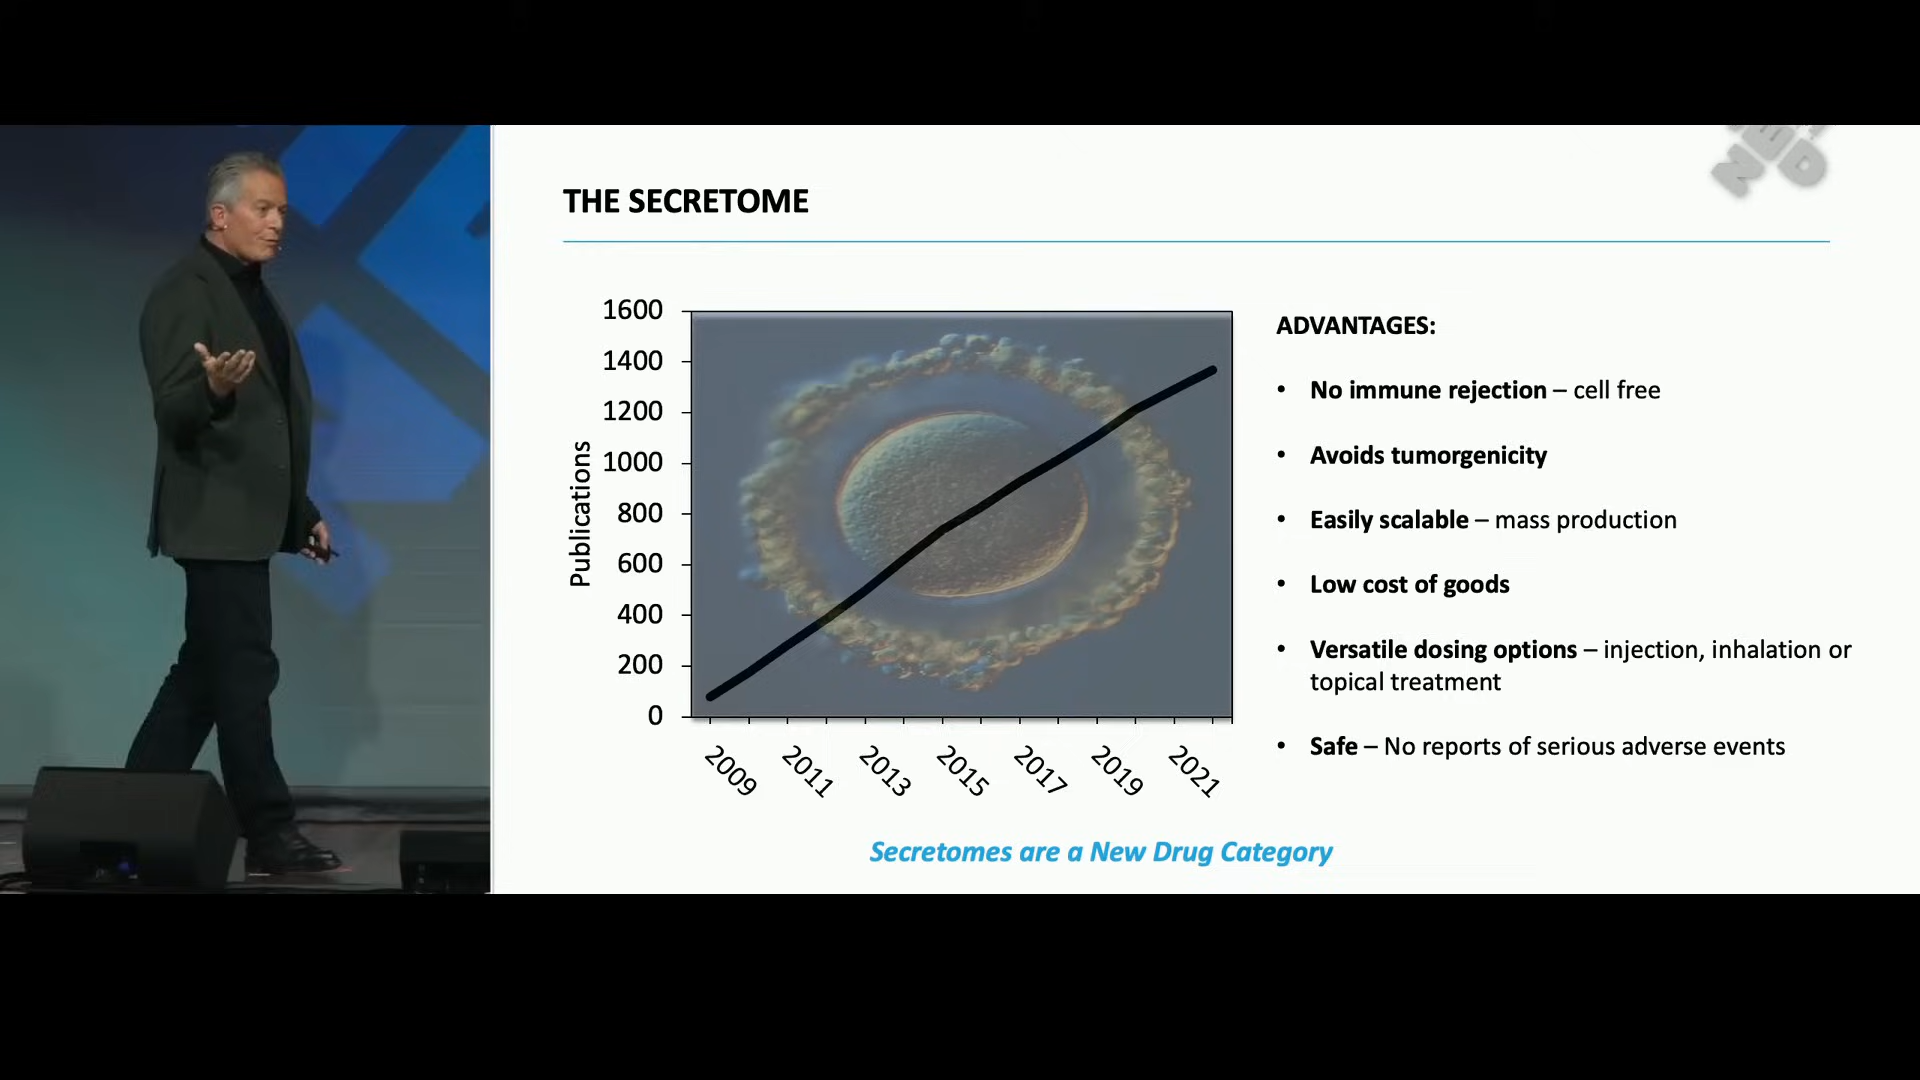 THE SECRETOME
1600
1400
1200
1000
800
600
400
200
0
Publications
2009
2011
2013
2015
2017
2019
2021
ADVANTAGES:
• No immune rejection – cell free
• Avoids tumorgenicity
• Easily scalable – mass production
• Low cost of goods
• Versatile dosing options – injection, inhalation or
topical treatment
• Safe – No reports of serious adverse events
Secretomes are a New Drug Category